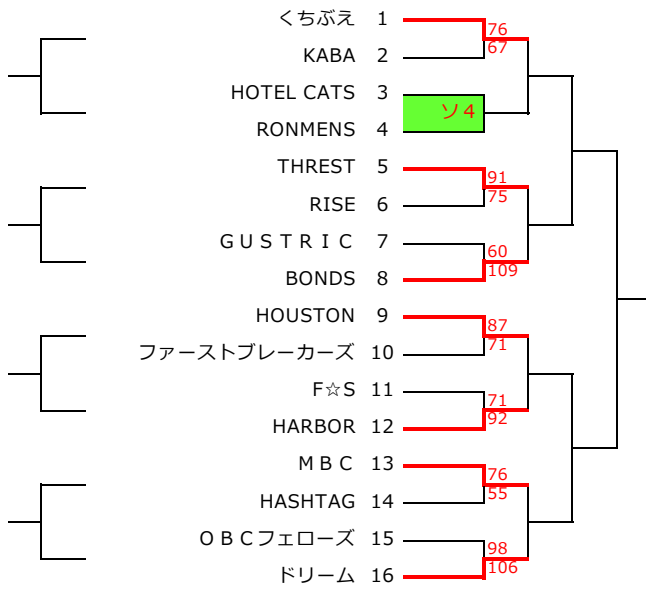 くちぶえ 1
76
KABA 2
67
HOTEL CATS 3
ソ4
RONMENS 4
THREST 5
91
RISE 6
75
ＧＵＳＴＲＩＣ 7
60
BONDS 8
109
HOUSTON 9
87
ファーストブレーカーズ 10
71
F☆S 11
71
HARBOR 12
92
ＭＢＣ 13
76
HASHTAG 14
55
ＯＢＣフェローズ 15
98
ドリーム 16
106